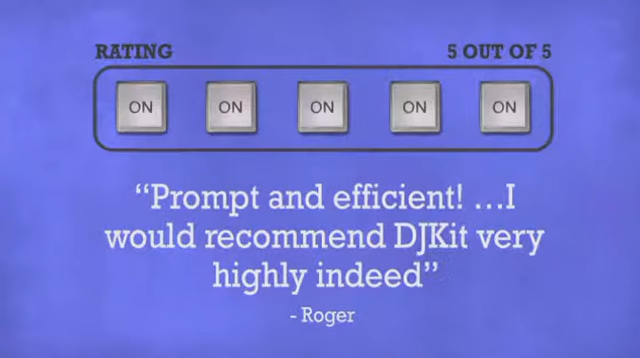 RATING 5 OUT OF 5
ON ON ON ON ON
“Prompt and efficient! ...I
would recommend DJKit very
highly indeed”
- Roger